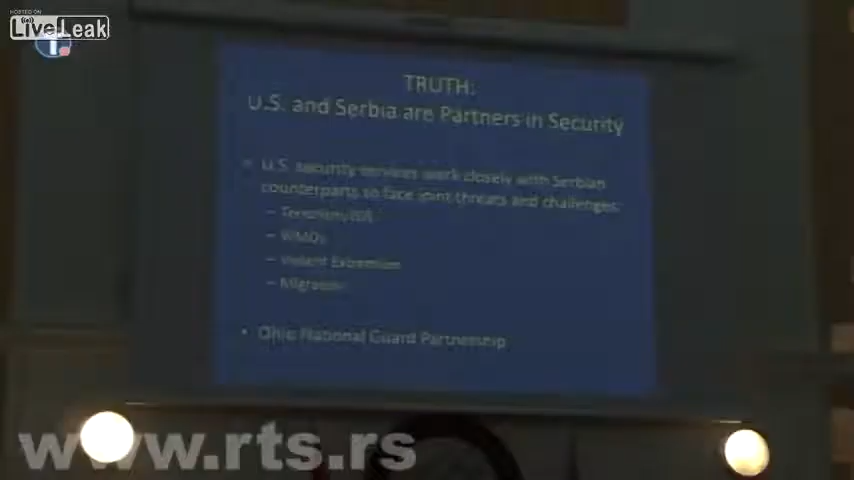 HOSTED ON
LiveLeak
TRUTH:
U.S. and Serbia are Partners in Security
U.S. security services work closely with Serbian
counterparts to face joint threats and challenges:
– Terrorism/ISIS
– WMDs
– Violent Extremism
– Migration
• Ohio National Guard Partnership
www.rts.rs